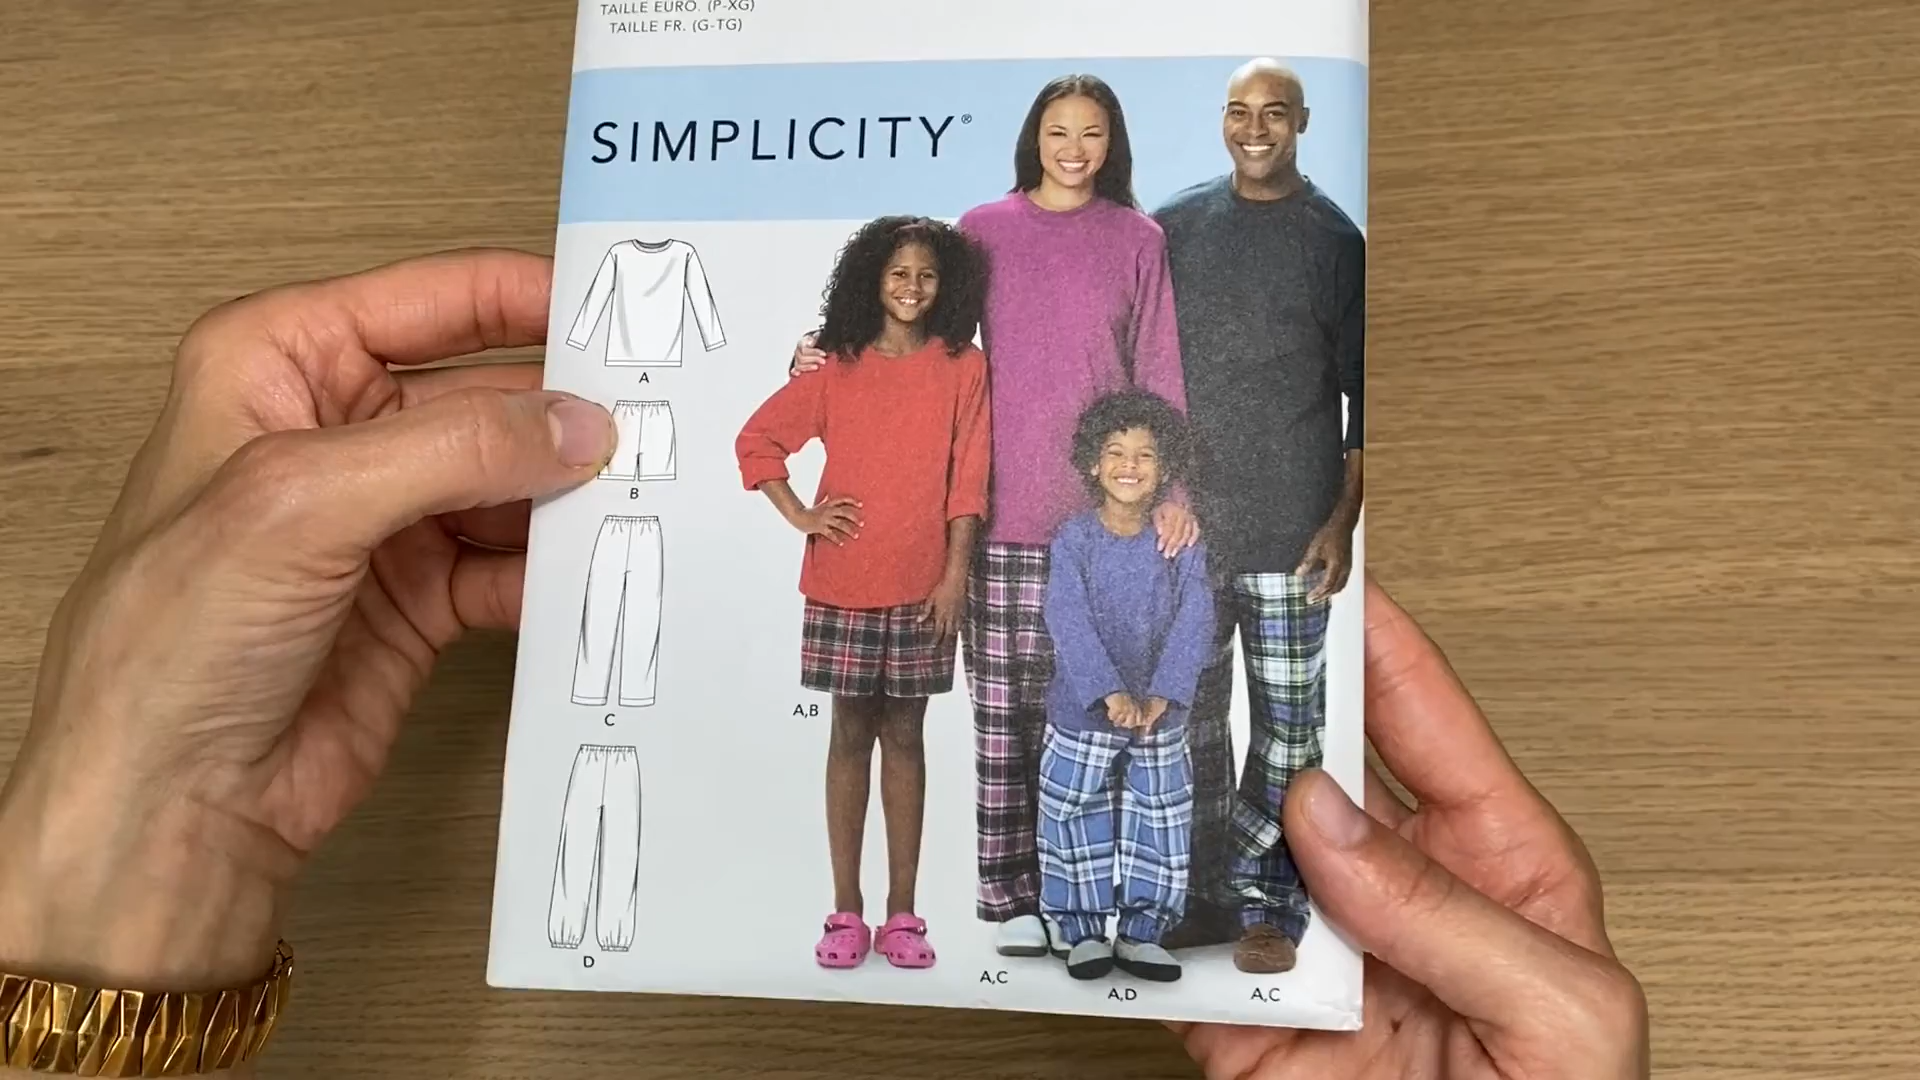 TAILLE EURO. (P-XG)
TAILLE FR. (G-TG)
SIMPLICITY®
A
B
C
D
A,B
A,C
A,D
A,C